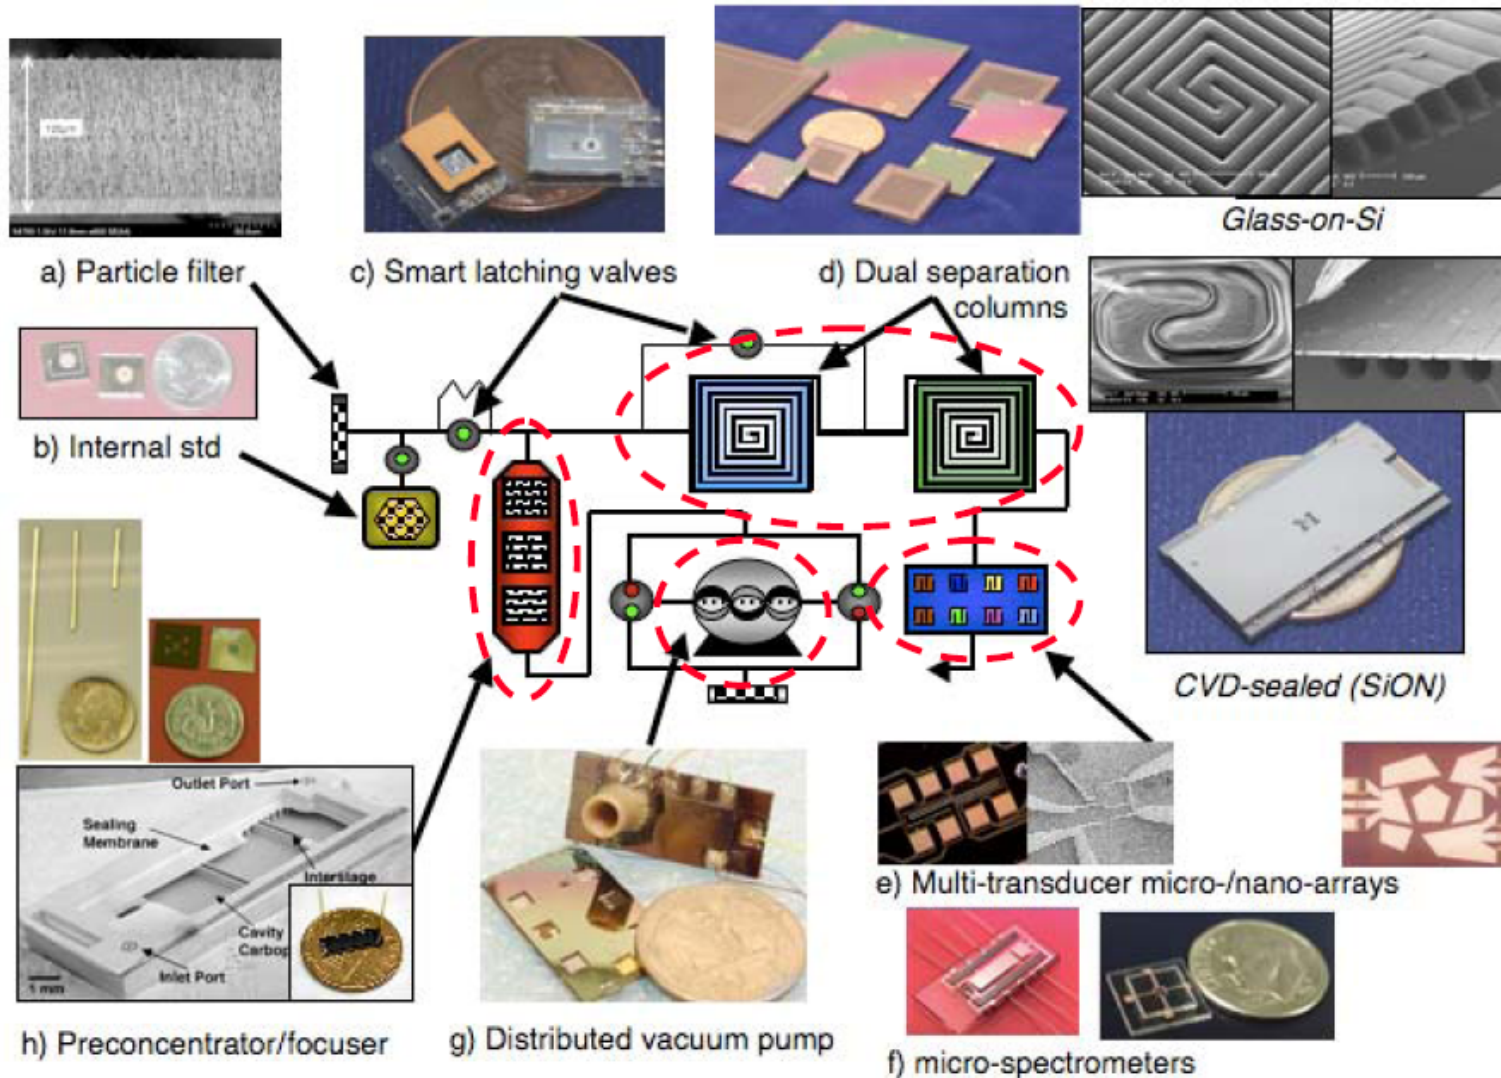 Glass-on-Si
a) Particle filter
c) Smart latching valves
d) Dual separation
columns
b) Internal std
CVD-sealed (SiON)
Outlet Port
Sealing
Membrane
Interstage
Cavity
Inlet Port
1 mm
e) Multi-transducer micro-/nano-arrays
h) Preconcentrator/focuser
g) Distributed vacuum pump
f) micro-spectrometers